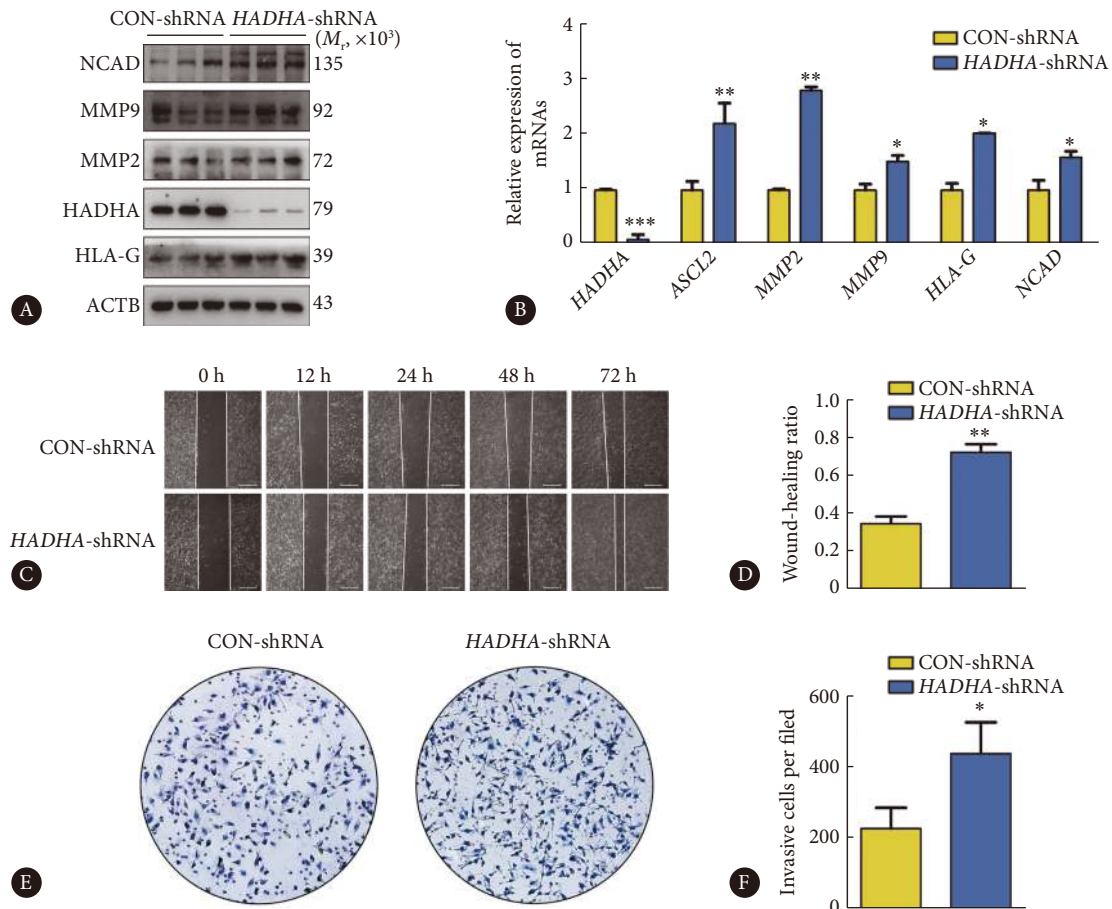 CON-shRNA HADHA-shRNA
(Mr, ×10³)
NCAD 135
MMP9 92
MMP2 72
HADHA 79
HLA-G 39
ACTB 43
A
Relative expression of
mRNAs
4
3
2
1
0
CON-shRNA
HADHA-shRNA
***
**
**
*
*
*
HADHA
ASCL2
MMP2
MMP9
HLA-G
NCAD
B
0 h 12 h 24 h 48 h 72 h
CON-shRNA
HADHA-shRNA
C
CON-shRNA
HADHA-shRNA
Wound-healing ratio
1.0
0.8
0.6
0.4
0.2
0
**
D
CON-shRNA HADHA-shRNA
E
CON-shRNA
HADHA-shRNA
Invasive cells per filed
600
400
200
0
*
F